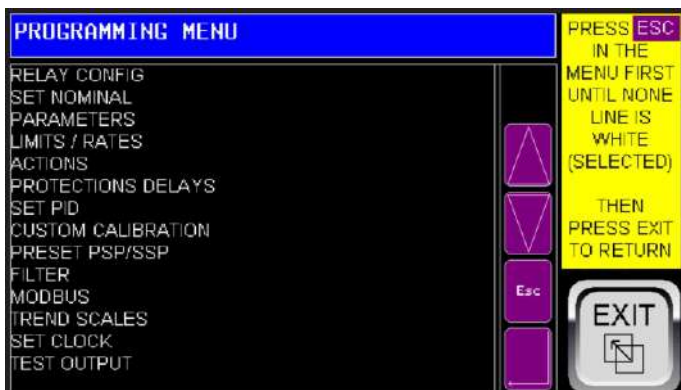 PROGRAMMING MENU
RELAY CONFIG
SET NOMINAL
PARAMETERS
LIMITS / RATES
ACTIONS
PROTECTIONS DELAYS
SET PID
CUSTOM CALIBRATION
PRESET PSP/SSP
FILTER
MODBUS
TREND SCALES
SET CLOCK
TEST OUTPUT
Esc
PRESS ESC
IN THE
MENU FIRST
UNTIL NONE
LINE IS
WHITE
(SELECTED)
THEN
PRESS EXIT
TO RETURN
EXIT